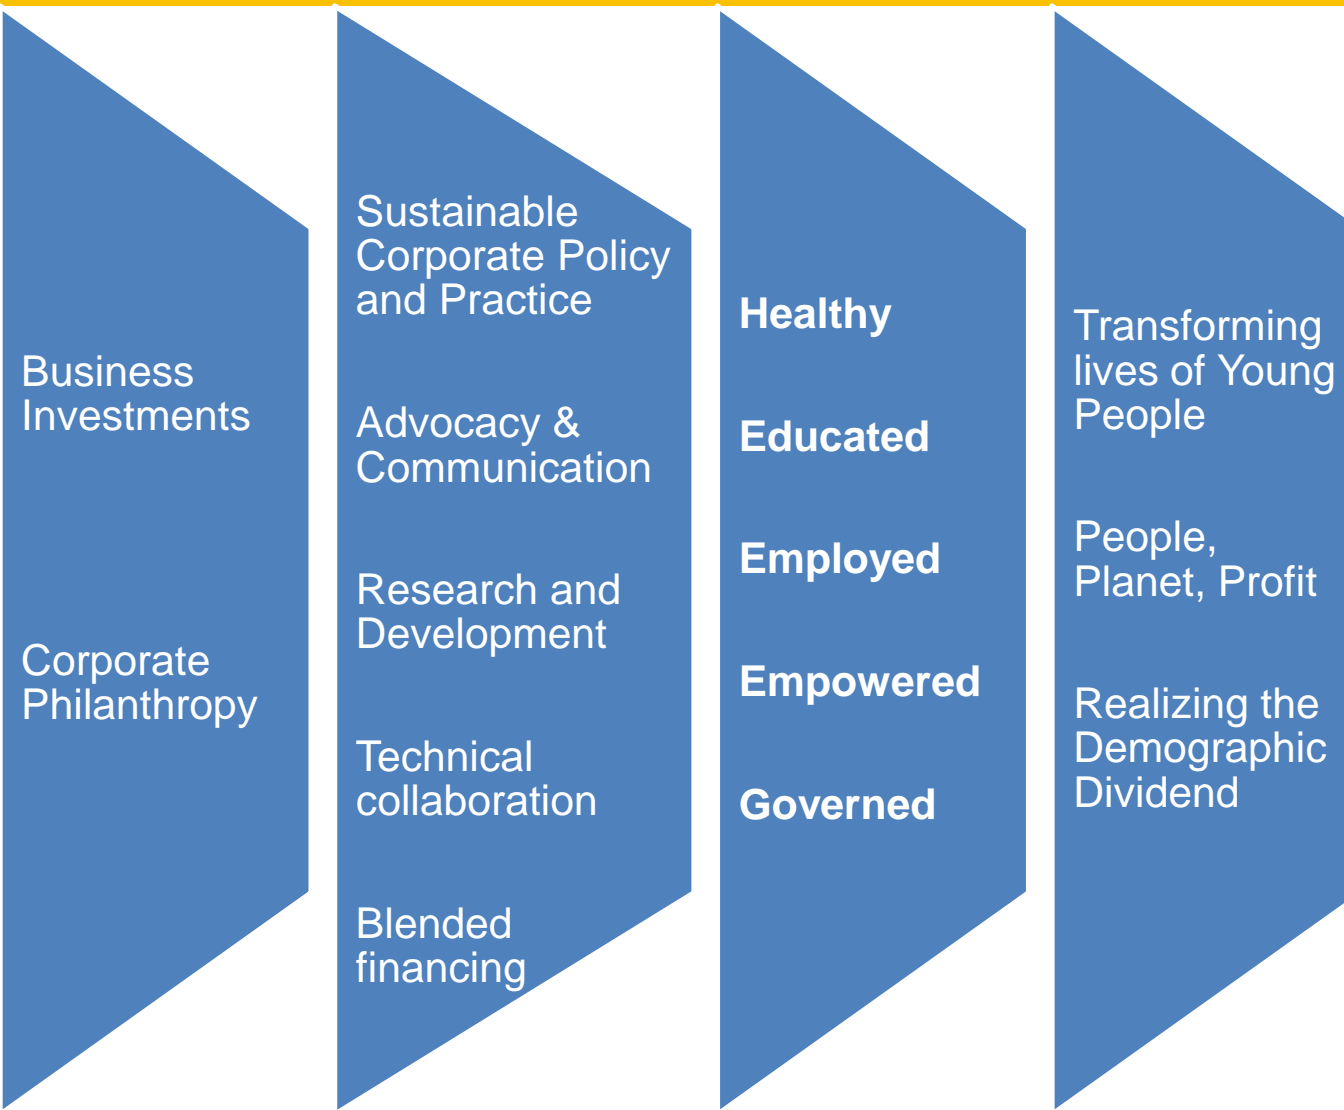 Business
Investments
Corporate
Philanthropy
Sustainable
Corporate Policy
and Practice
Advocacy &
Communication
Research and
Development
Technical
collaboration
Blended
financing
Healthy
Educated
Employed
Empowered
Governed
Transforming
lives of Young
People
People,
Planet, Profit
Realizing the
Demographic
Dividend